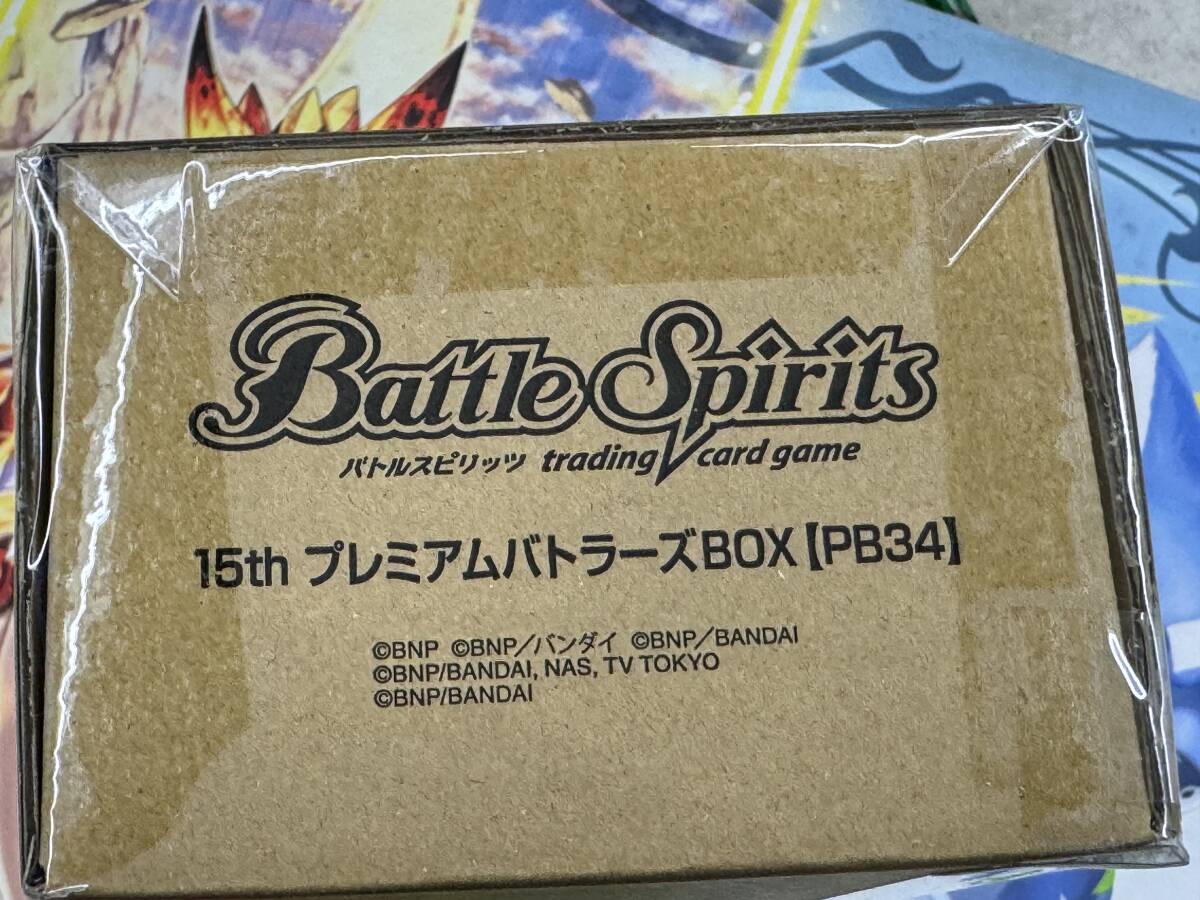 Battle Spirits
バトルスピリッツ trading card game
15th プレミアムバトラーズBOX【PB34】
©BNP ©BNP／バンダイ ©BNP／BANDAI
©BNP/BANDAI, NAS, TV TOKYO
©BNP/BANDAI